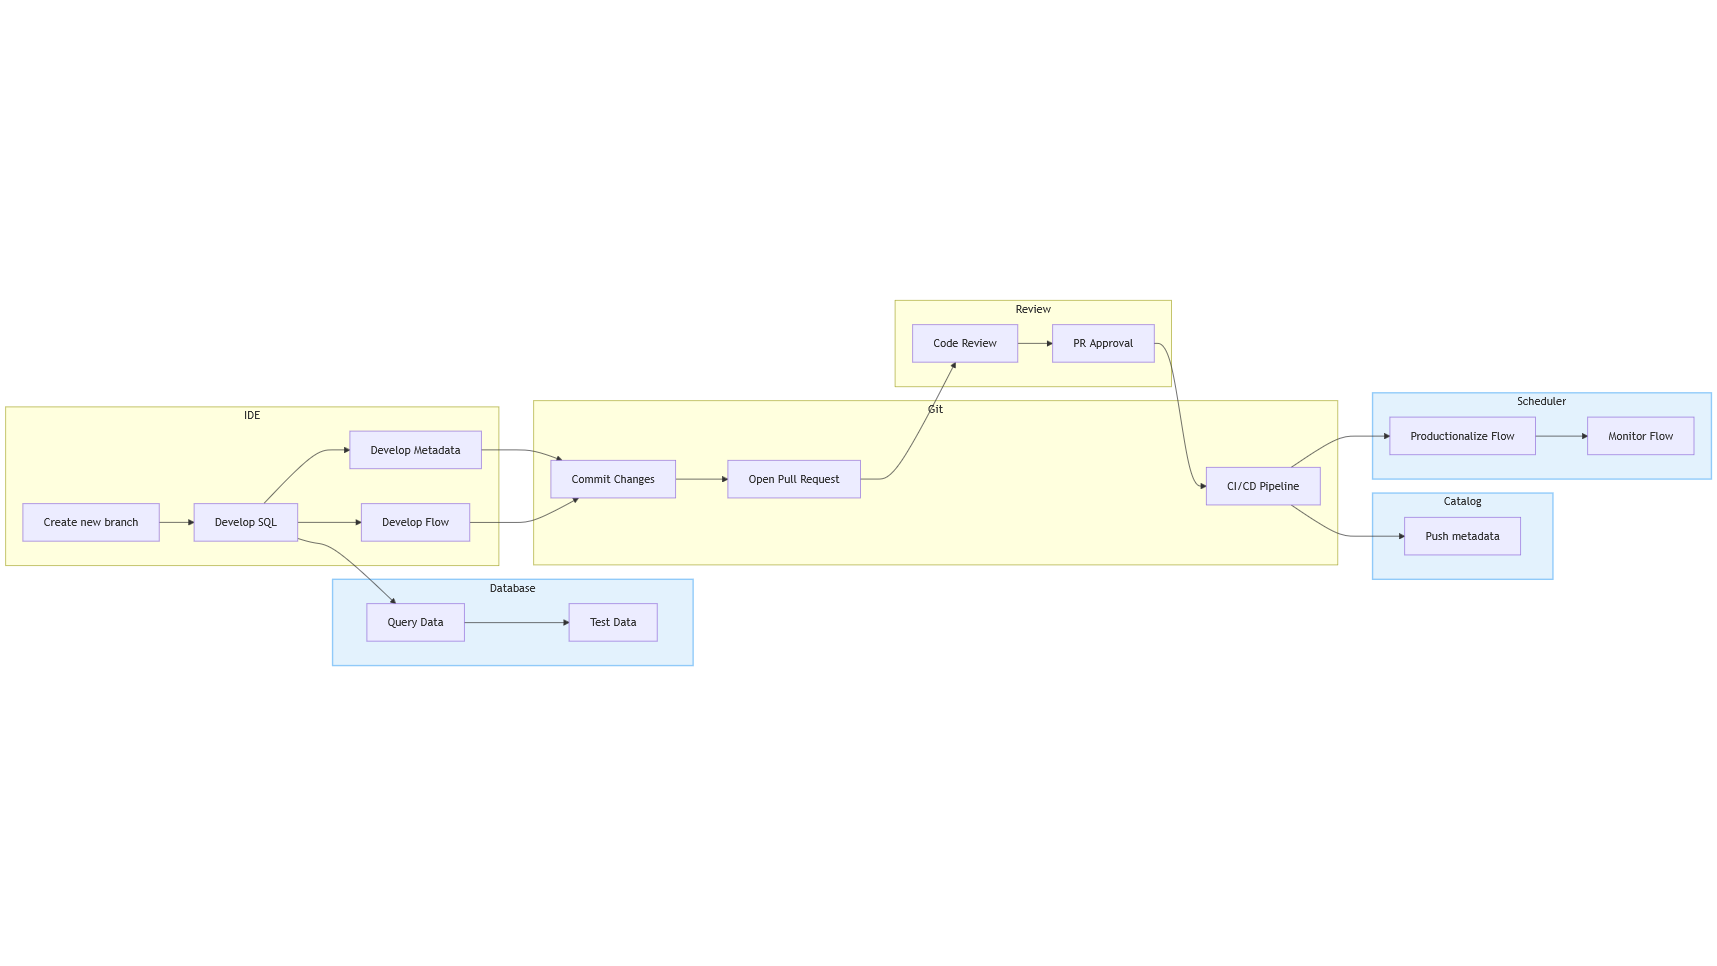 IDE
Create new branch
Develop SQL
Develop Metadata
Develop Flow
Database
Query Data
Test Data
Git
Commit Changes
Open Pull Request
Review
Code Review
PR Approval
CI/CD Pipeline
Scheduler
Productionalize Flow
Monitor Flow
Catalog
Push metadata